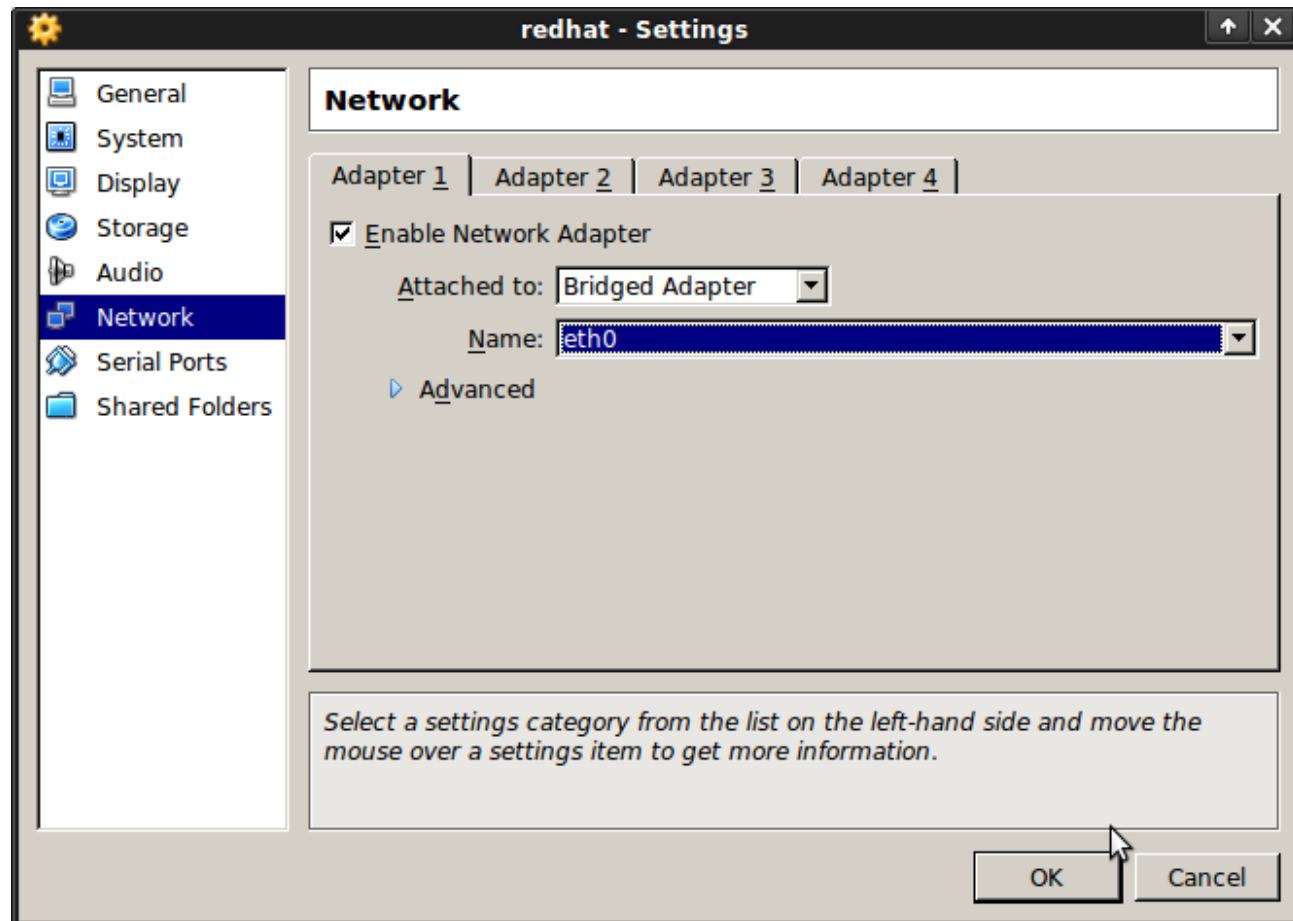 redhat - Settings
General
System
Display
Storage
Audio
Network
Serial Ports
Shared Folders
Network
Adapter 1 Adapter 2 Adapter 3 Adapter 4
Enable Network Adapter
Attached to: Bridged Adapter
Name: eth0
Advanced
Select a settings category from the list on the left-hand side and move the
mouse over a settings item to get more information.
OK Cancel